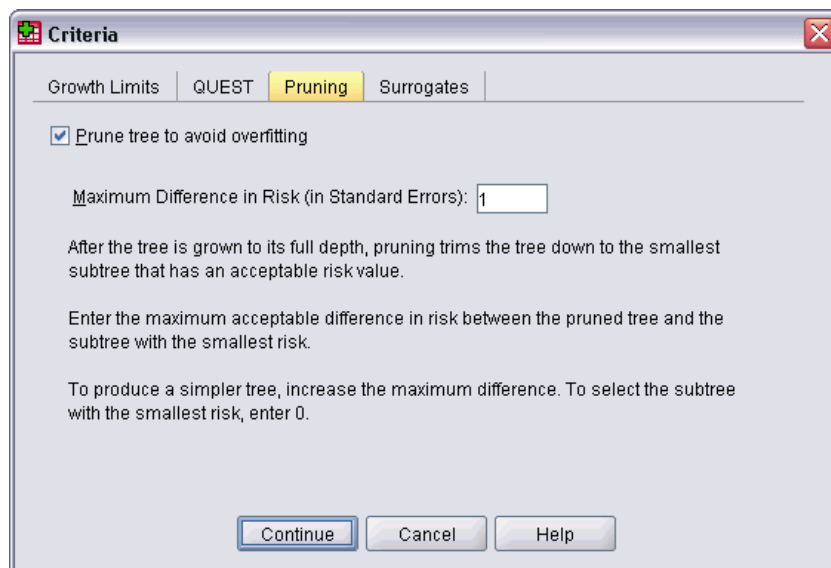 Criteria
Growth Limits QUEST Pruning Surrogates
Prune tree to avoid overfitting
Maximum Difference in Risk (in Standard Errors): 1
After the tree is grown to its full depth, pruning trims the tree down to the smallest
subtree that has an acceptable risk value.
Enter the maximum acceptable difference in risk between the pruned tree and the
subtree with the smallest risk.
To produce a simpler tree, increase the maximum difference. To select the subtree
with the smallest risk, enter 0.
Continue Cancel Help